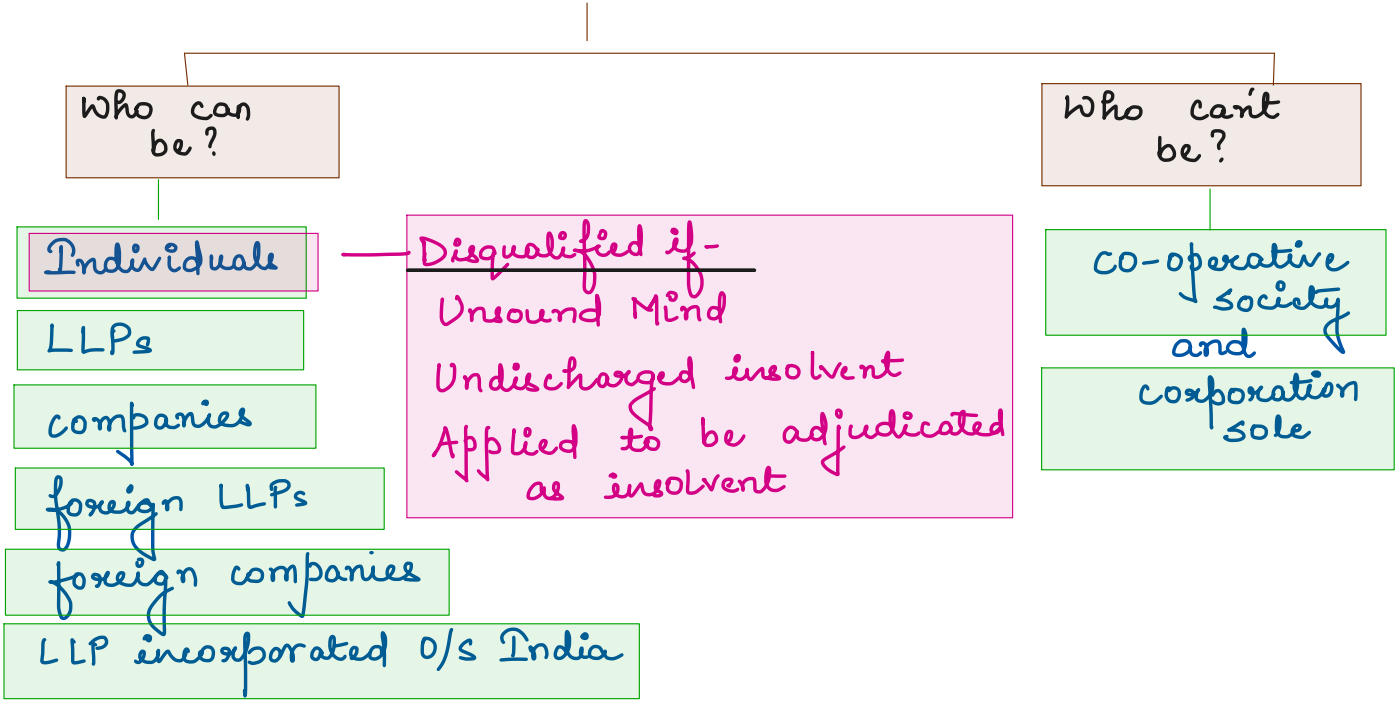 Who can
be?
Individuals
LLPs
companies
foreign LLPs
foreign companies
LLP incorporated O/S India
Disqualified if-
Unsound Mind
Undischarged insolvent
Applied to be adjudicated
as insolvent
Who can't
be?
CO-operative
society
and
corporation
sole